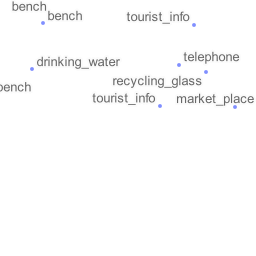 bench
bench
tourist_info
telephone
drinking_water
recycling_glass
bench
tourist_info
market_place